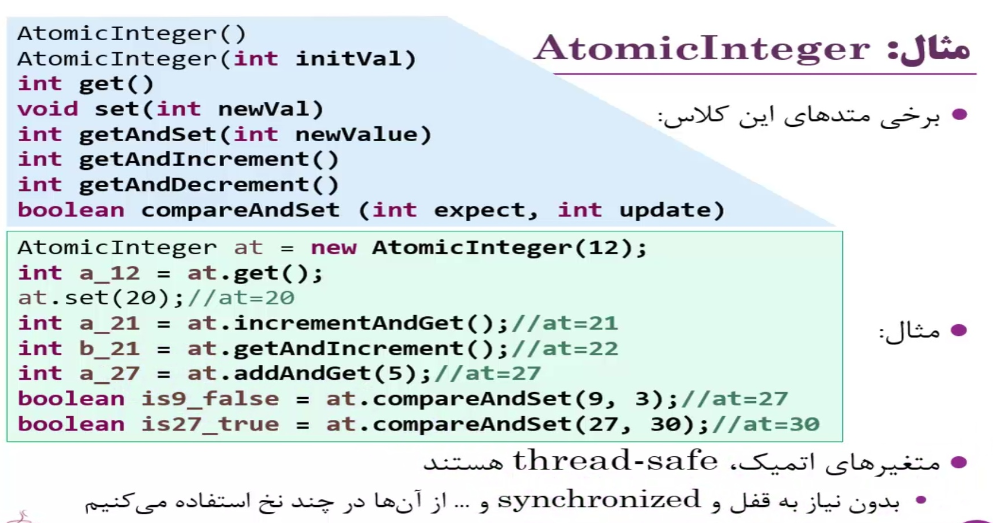 مثال: AtomicInteger
برخی متدهای این کلاس:
AtomicInteger()
AtomicInteger(int initVal)
int get()
void set(int newVal)
int getAndSet(int newValue)
int getAndIncrement()
int getAndDecrement()
boolean compareAndSet (int expect, int update)
مثال:
AtomicInteger at = new AtomicInteger(12);
int a_12 = at.get();
at.set(20);//at=20
int a_21 = at.incrementAndGet();//at=21
int b_21 = at.getAndIncrement();//at=22
int a_27 = at.addAndGet(5);//at=27
boolean is9_false = at.compareAndSet(9, 3);//at=27
boolean is27_true = at.compareAndSet(27, 30);//at=30
متغیرهای اتمیک، thread-safe هستند
بدون نیاز به قفل و synchronized و ... از آن‌ها در چند نخ استفاده می‌کنیم